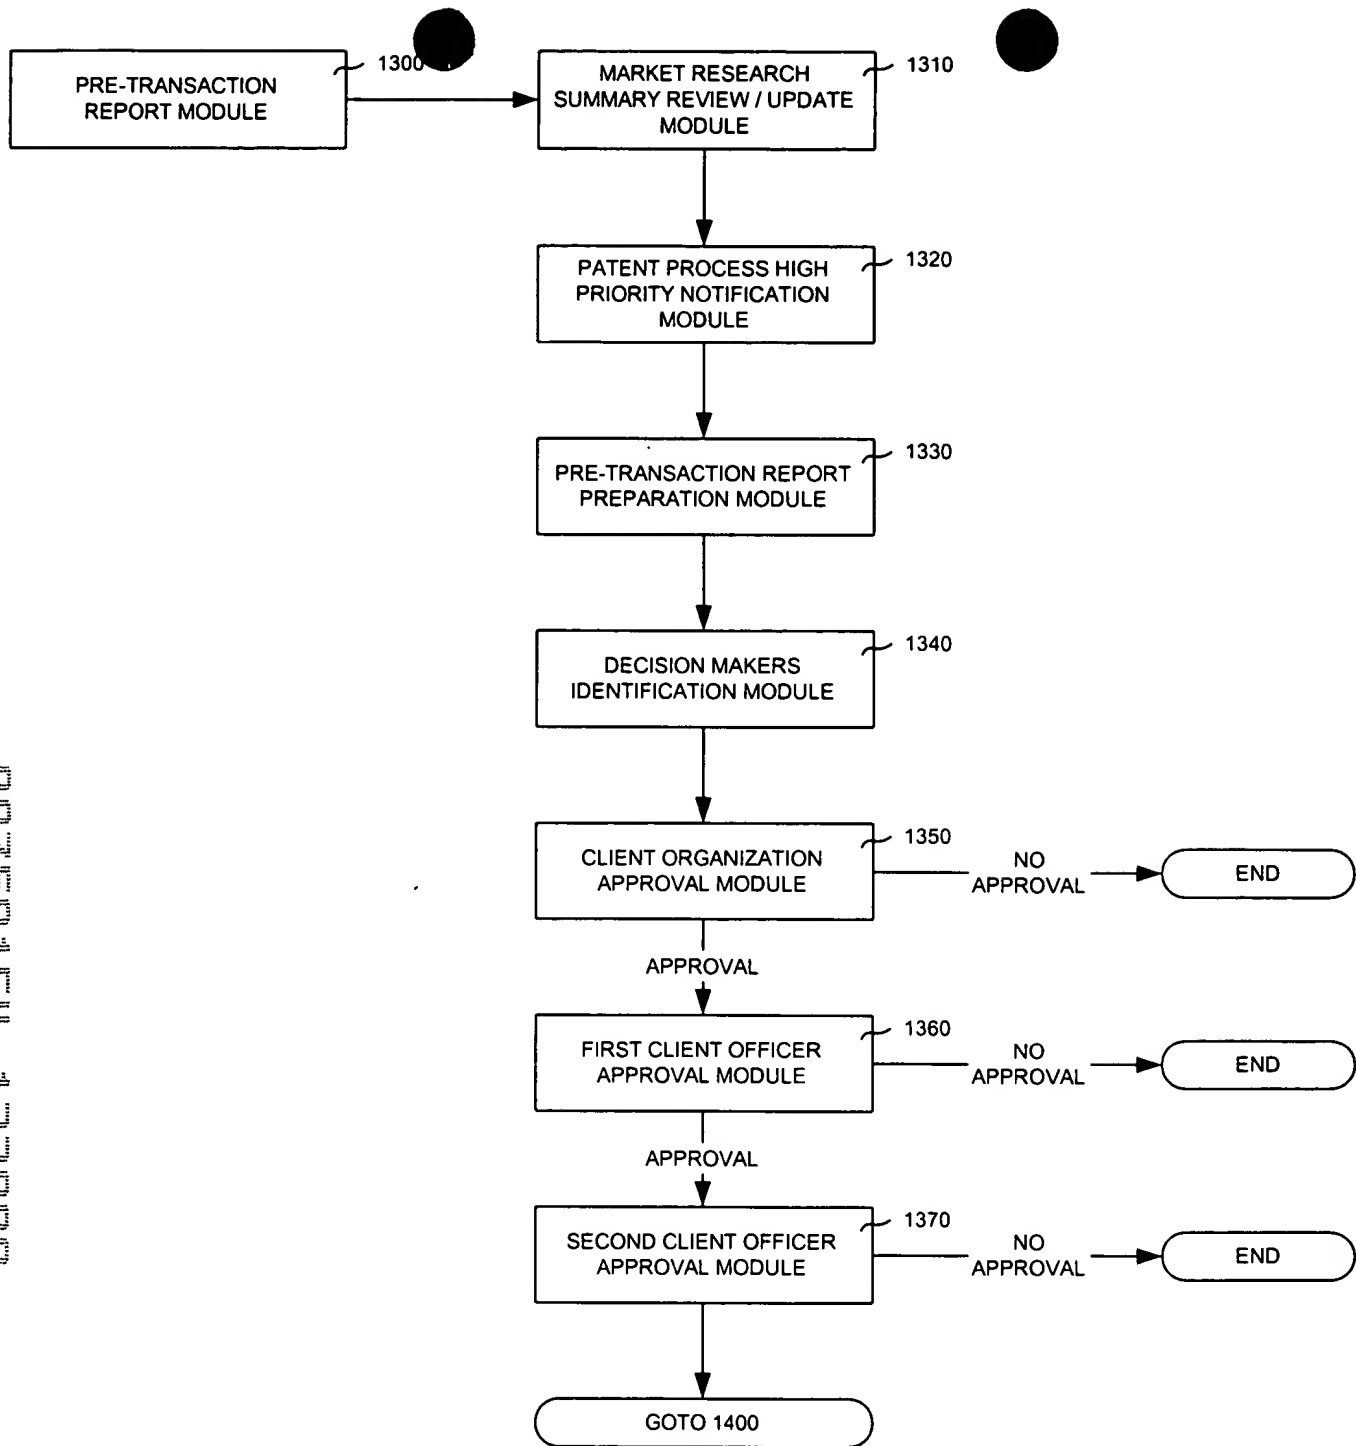 PRE-TRANSACTION
REPORT MODULE
1300
MARKET RESEARCH
SUMMARY REVIEW / UPDATE
MODULE
1310
PATENT PROCESS HIGH
PRIORITY NOTIFICATION
MODULE
1320
PRE-TRANSACTION REPORT
PREPARATION MODULE
1330
DECISION MAKERS
IDENTIFICATION MODULE
1340
CLIENT ORGANIZATION
APPROVAL MODULE
1350
NO
APPROVAL
END
APPROVAL
FIRST CLIENT OFFICER
APPROVAL MODULE
1360
NO
APPROVAL
END
APPROVAL
SECOND CLIENT OFFICER
APPROVAL MODULE
1370
NO
APPROVAL
END
GOTO 1400